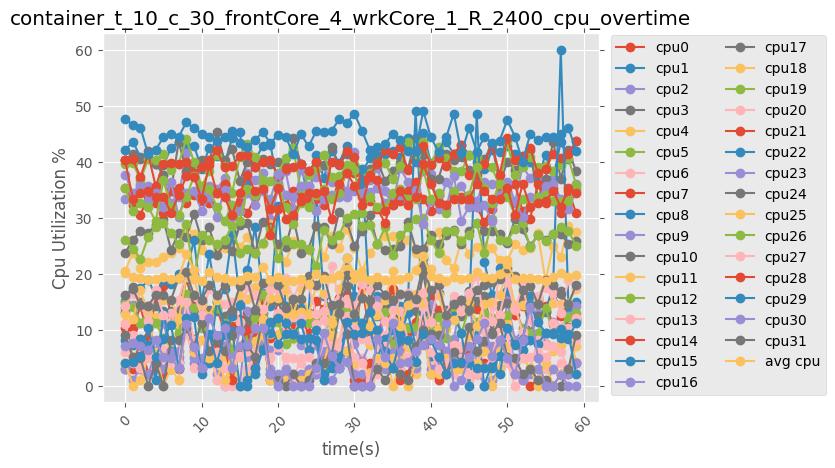 container_t_10_c_30_frontCore_4_wrkCore_1_R_2400_cpu_overtime
Cpu Utilization %
60
50
40
30
20
10
0
0
10
20
30
40
50
60
time(s)
cpu0
cpu1
cpu2
cpu3
cpu4
cpu5
cpu6
cpu7
cpu8
cpu9
cpu10
cpu11
cpu12
cpu13
cpu14
cpu15
cpu16
cpu17
cpu18
cpu19
cpu20
cpu21
cpu22
cpu23
cpu24
cpu25
cpu26
cpu27
cpu28
cpu29
cpu30
cpu31
avg cpu